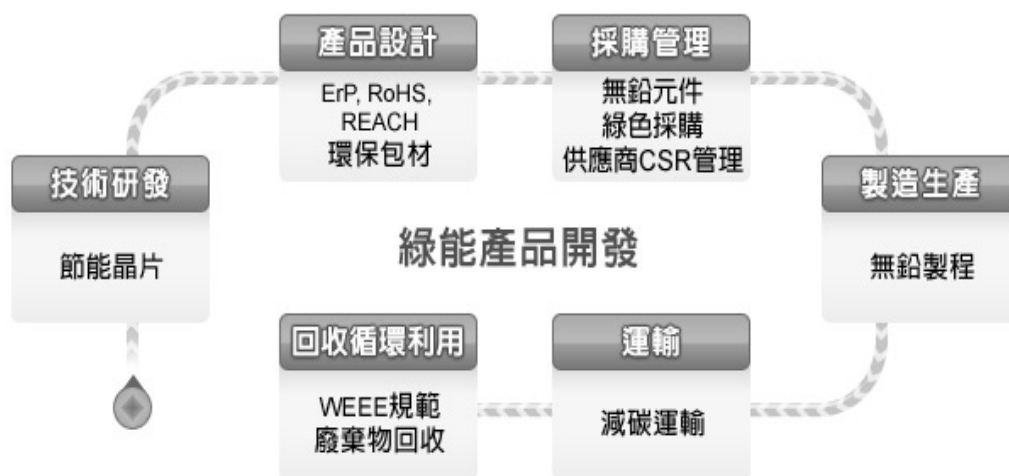 產品設計
ErP, RoHS,
REACH
環保包材
採購管理
無鉛元件
綠色採購
供應商CSR管理
技術研發
節能晶片
製造生產
無鉛製程
綠能產品開發
回收循環利用
WEEE規範
廢棄物回收
運輸
減碳運輸